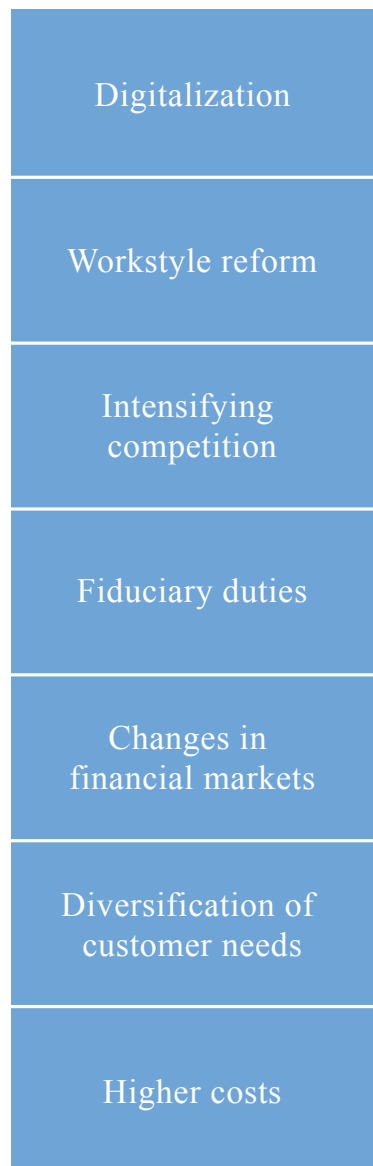 Digitalization
Workstyle reform
Intensifying
competition
Fiduciary duties
Changes in
financial markets
Diversification of
customer needs
Higher costs